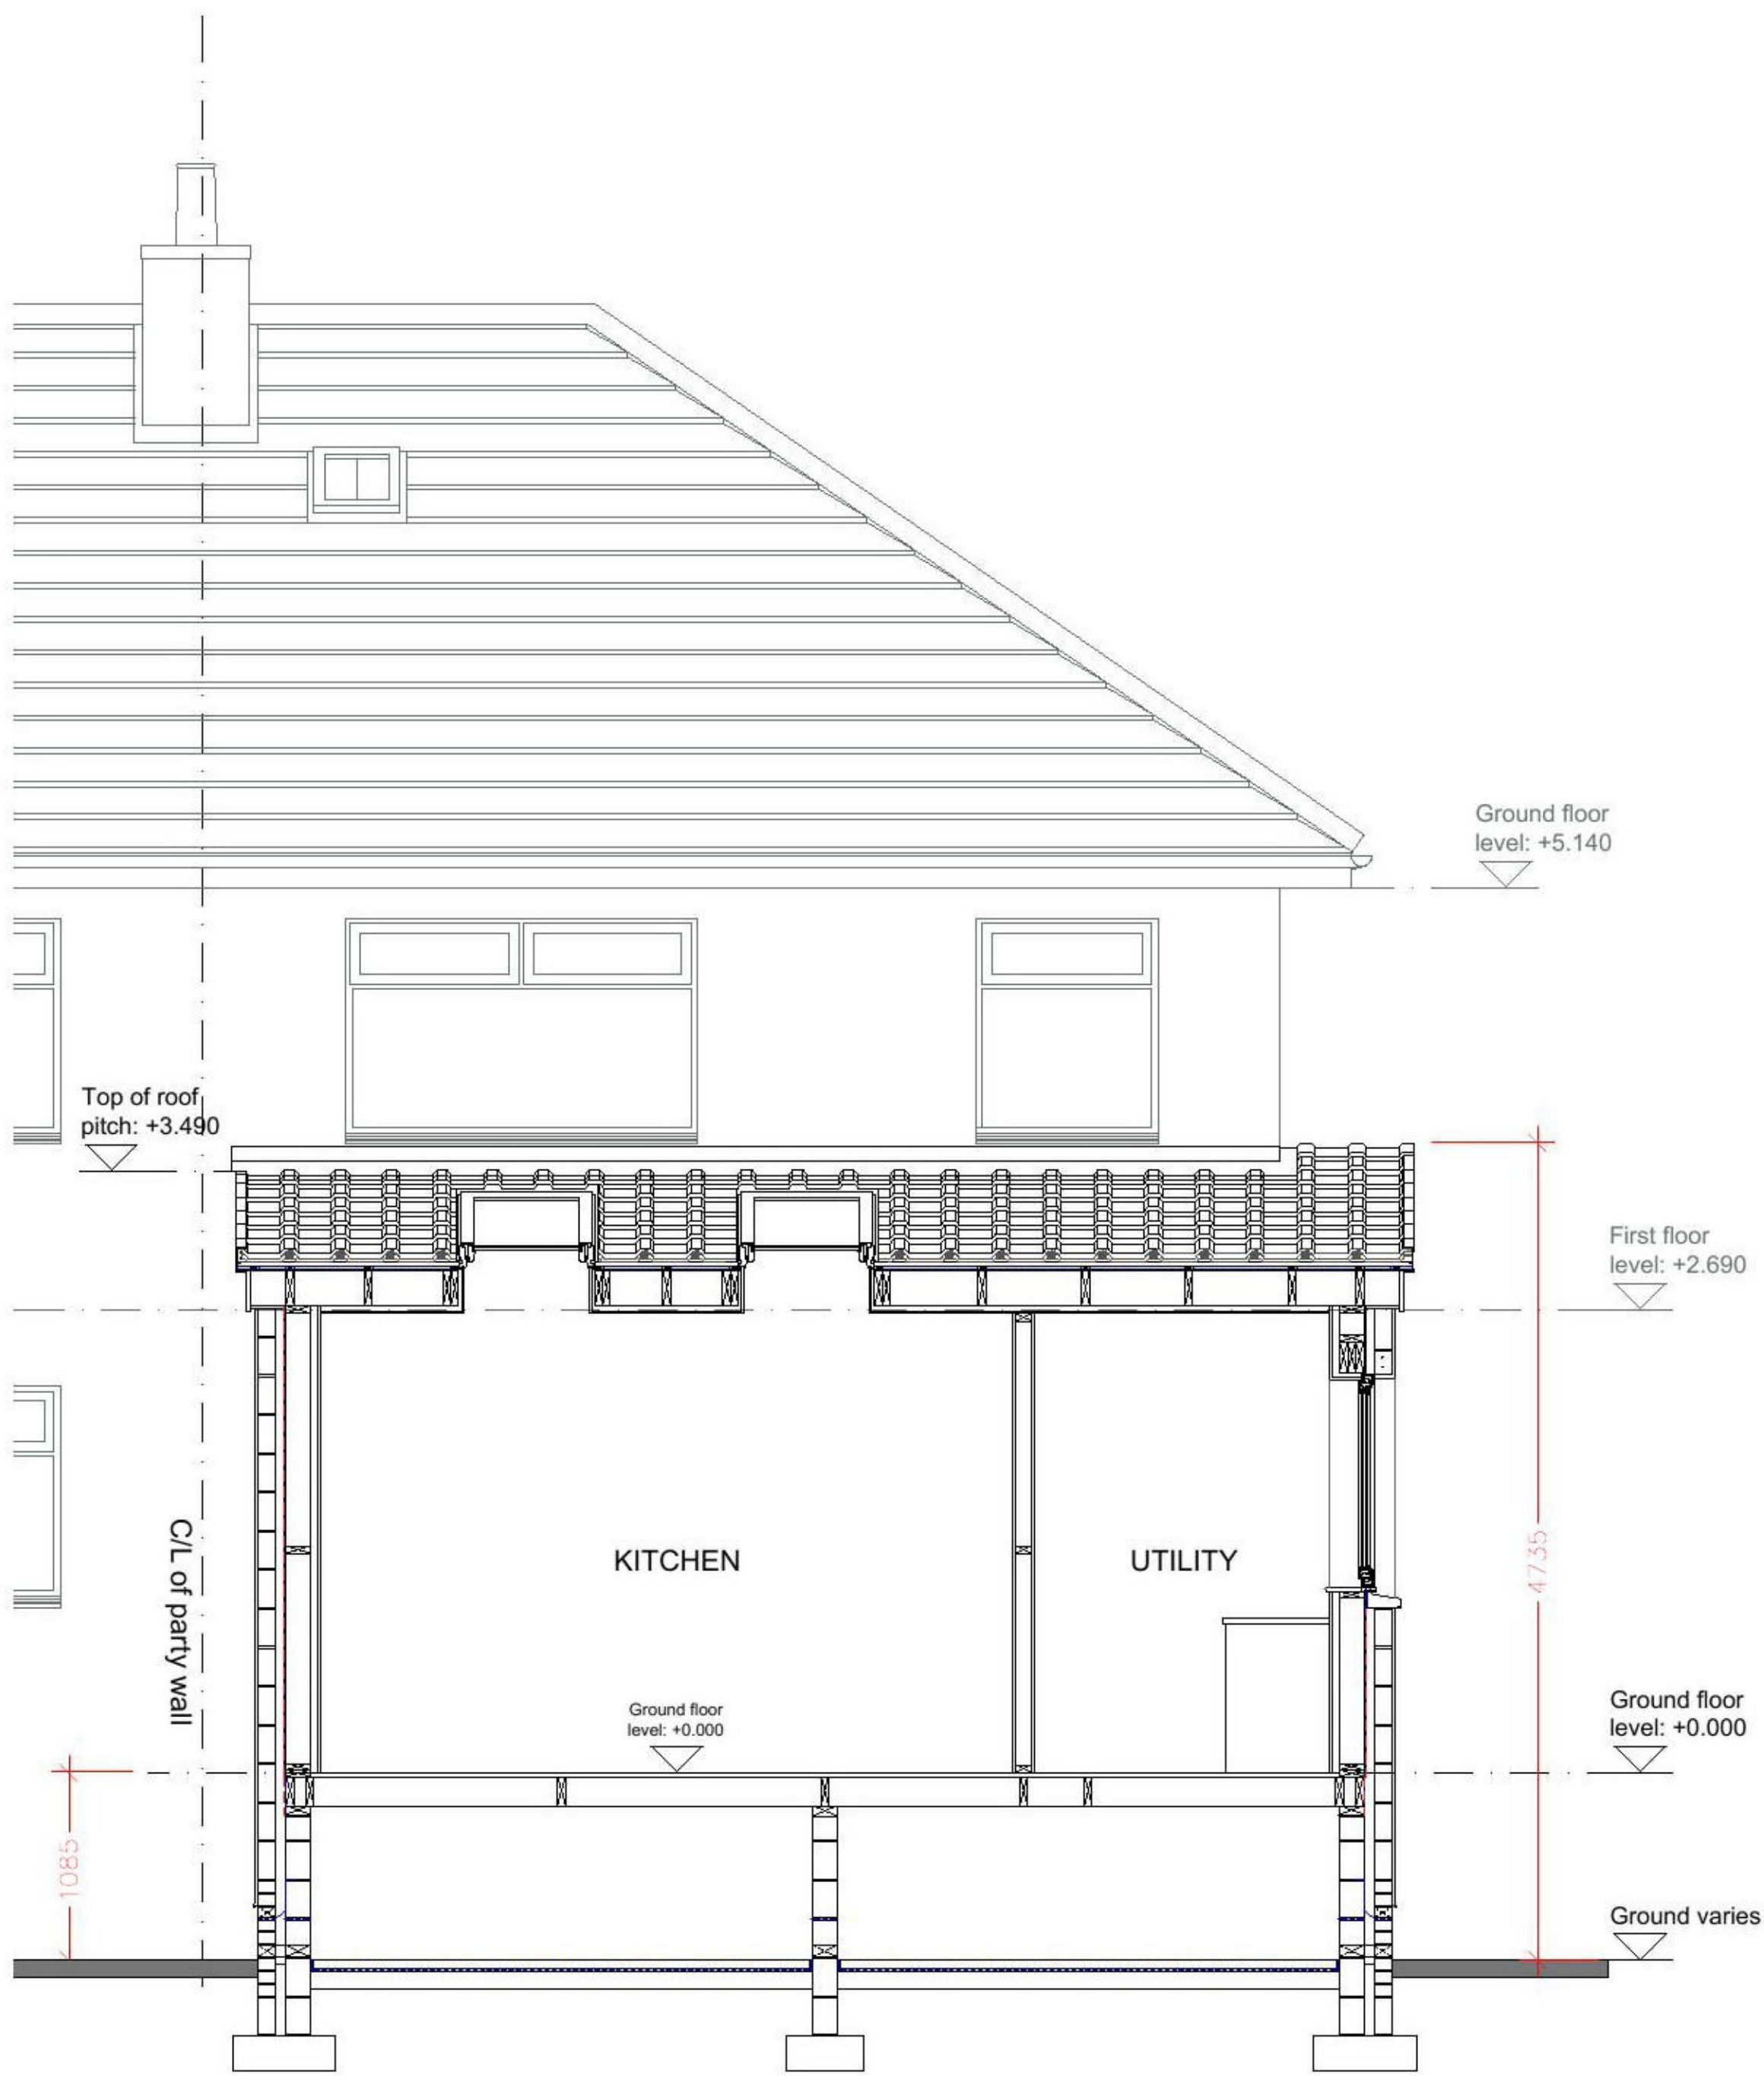 Ground floor
level: +5.140
Top of roof
pitch: +3.490
First floor
level: +2.690
C/L of party wall
KITCHEN
UTILITY
4735
Ground floor
level: +0.000
Ground floor
level: +0.000
1085
Ground varies